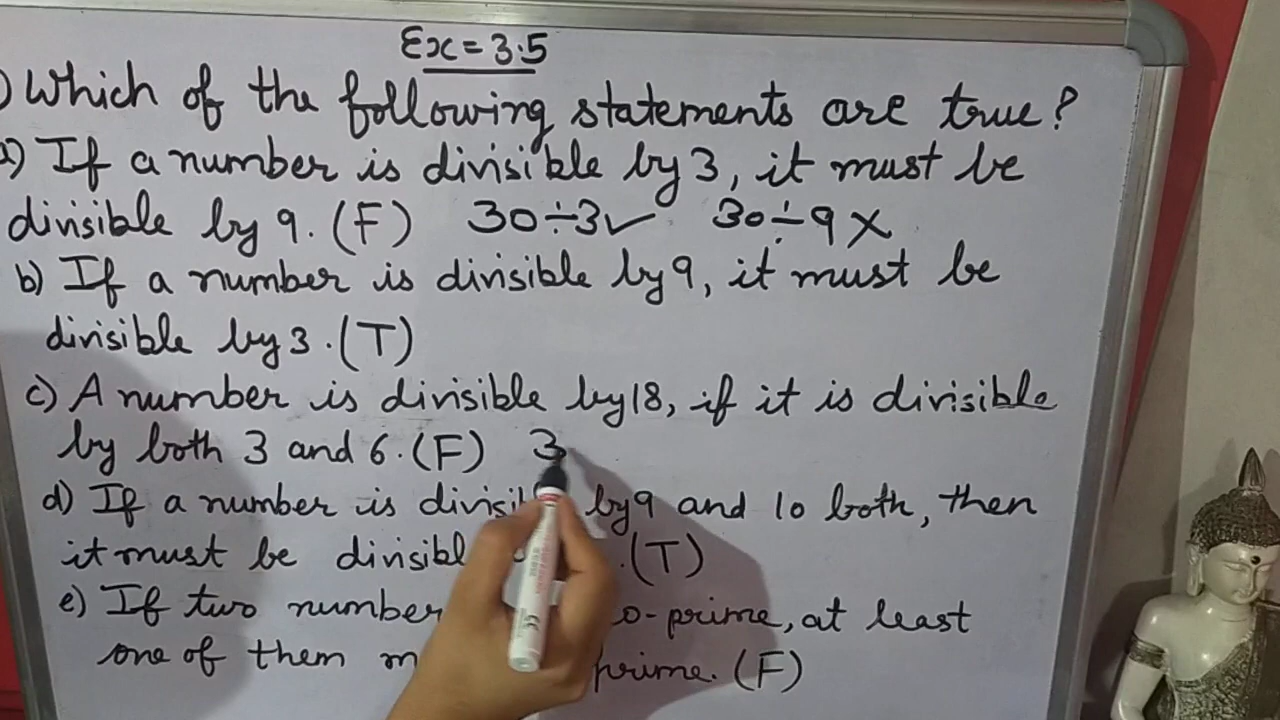 Ex = 3.5
) Which of the following statements are true?
a) If a number is divisible by 3, it must be
divisible by 9. (F) 30÷3✓ 30÷9 X
b) If a number is divisible by 9, it must be
divisible by 3. (T)
c) A number is divisible by 18, if it is divisible
by both 3 and 6. (F) 3
d) If a number is by 9 and 10 both, then
it must be . (T)
e) If two o-prime, at least
one of them prime. (F)